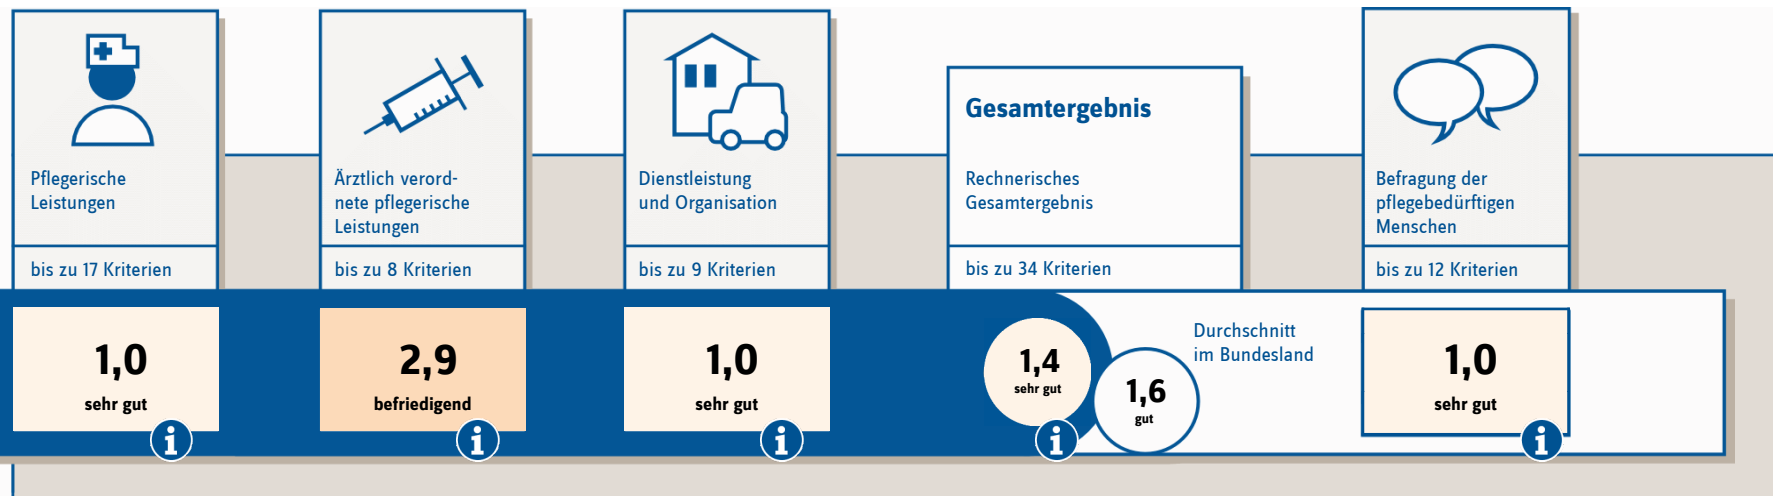 Pflegerische
Leistungen
bis zu 17 Kriterien
1,0
sehr gut
Ärztlich verord-
nete pflegerische
Leistungen
bis zu 8 Kriterien
2,9
befriedigend
Dienstleistung
und Organisation
bis zu 9 Kriterien
1,0
sehr gut
Gesamtergebnis
Rechnerisches
Gesamtergebnis
bis zu 34 Kriterien
1,4
sehr gut
1,6
gut
Durchschnitt
im Bundesland
Befragung der
pflegebedürftigen
Menschen
bis zu 12 Kriterien
1,0
sehr gut